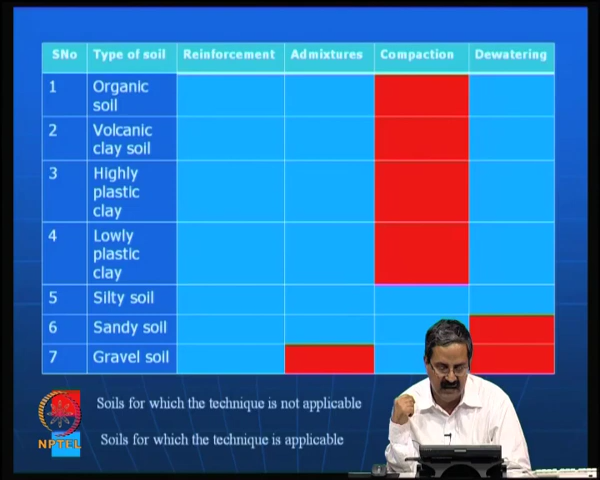 SNo Type of soil Reinforcement Admixtures Compaction Dewatering
1 Organic
soil
2 Volcanic
clay soil
3 Highly
plastic
clay
4 Lowly
plastic
clay
5 Silty soil
6 Sandy soil
7 Gravel soil
Soils for which the technique is not applicable
Soils for which the technique is applicable
NPTEL